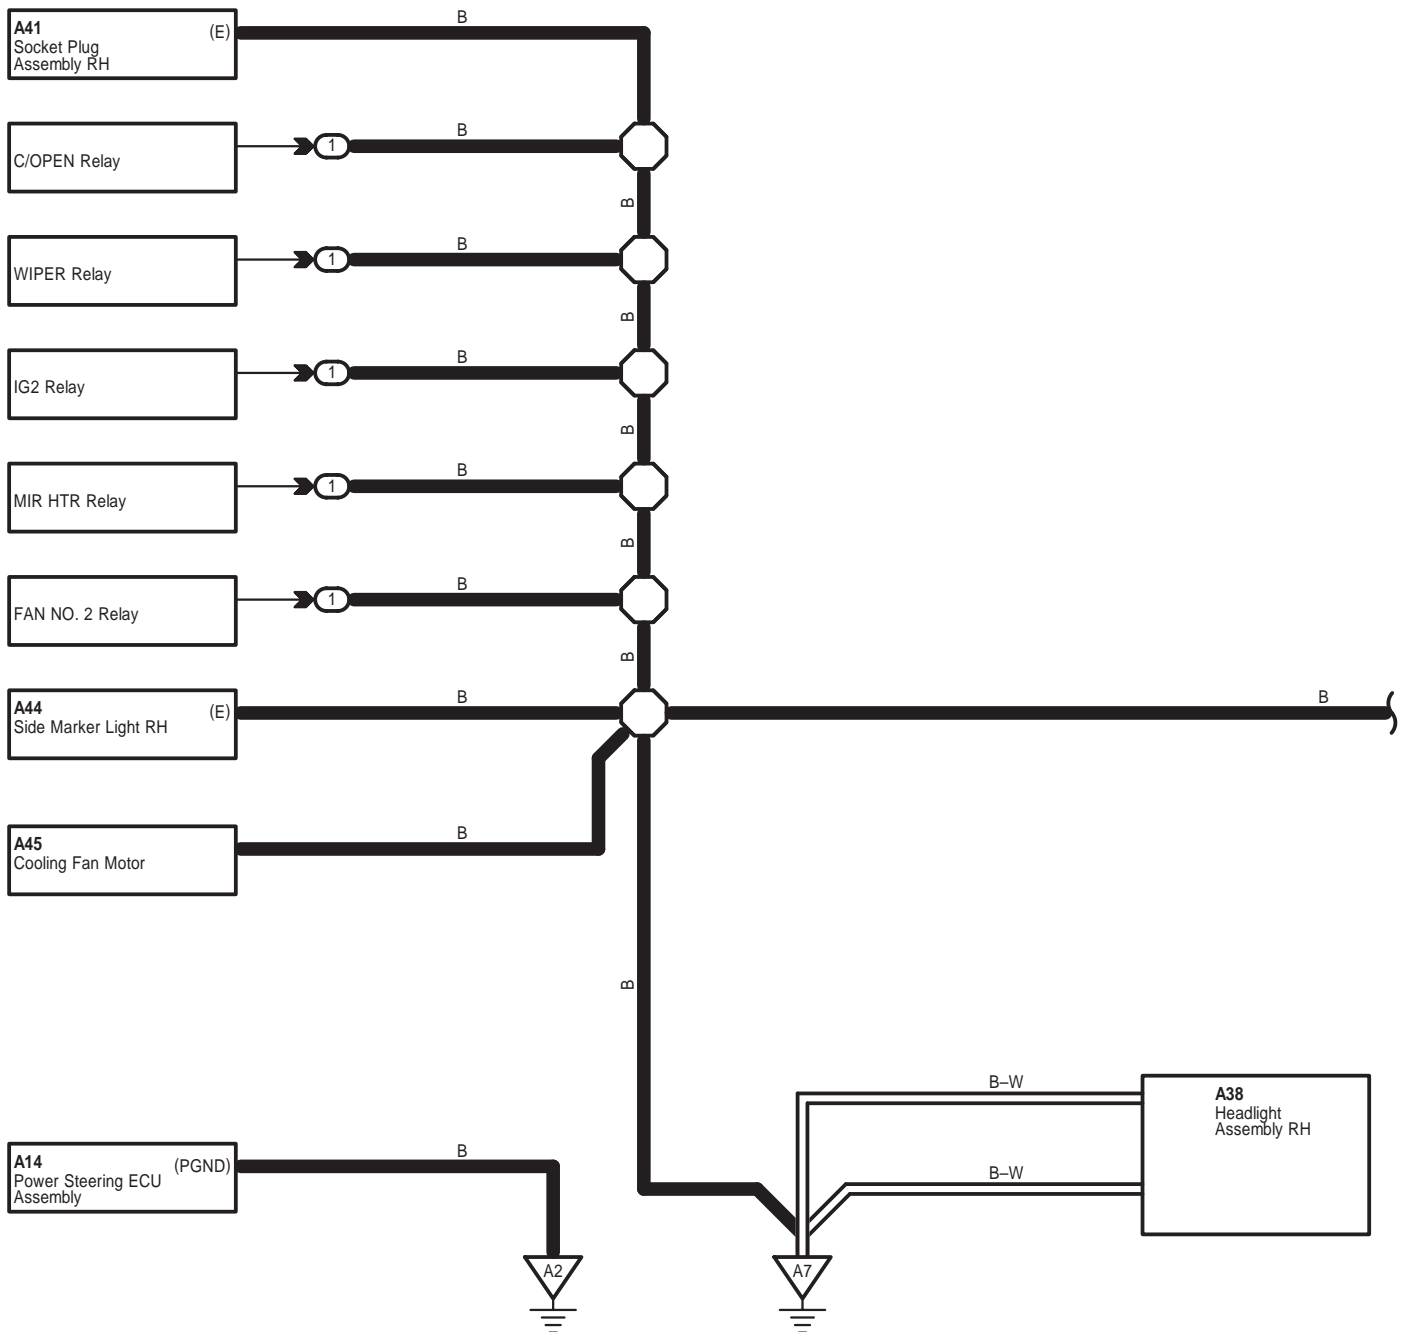 A41
(E)
Socket Plug
Assembly RH
B
C/OPEN Relay
1
B
B
WIPER Relay
1
B
B
IG2 Relay
1
B
B
MIR HTR Relay
1
B
B
FAN NO. 2 Relay
1
B
B
A44
(E)
Side Marker Light RH
B
B
A45
Cooling Fan Motor
B
B
A14
(PGND)
Power Steering ECU
Assembly
B
A2
A7
B–W
B–W
A38
Headlight
Assembly RH